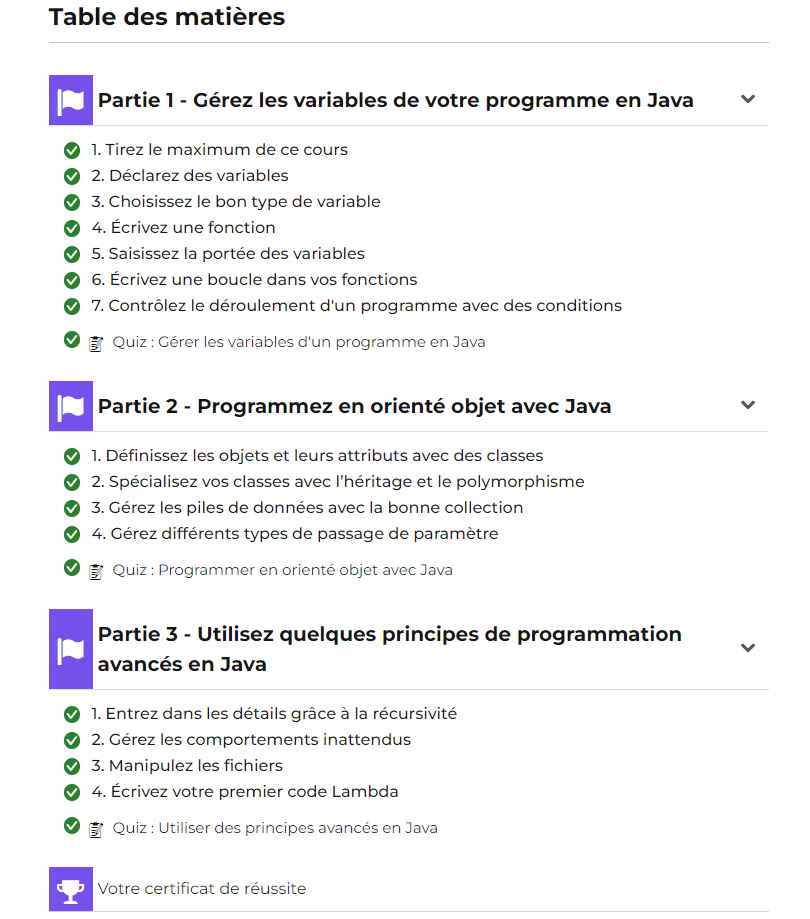 Table des matières
Partie 1 - Gérez les variables de votre programme en Java
1. Tirez le maximum de ce cours
2. Déclarez des variables
3. Choisissez le bon type de variable
4. Écrivez une fonction
5. Saisissez la portée des variables
6. Écrivez une boucle dans vos fonctions
7. Contrôlez le déroulement d'un programme avec des conditions
Quiz : Gérer les variables d'un programme en Java
Partie 2 - Programmez en orienté objet avec Java
1. Définissez les objets et leurs attributs avec des classes
2. Spécialisez vos classes avec l’héritage et le polymorphisme
3. Gérez les piles de données avec la bonne collection
4. Gérez différents types de passage de paramètre
Quiz : Programmer en orienté objet avec Java
Partie 3 - Utilisez quelques principes de programmation
avancés en Java
1. Entrez dans les détails grâce à la récursivité
2. Gérez les comportements inattendus
3. Manipulez les fichiers
4. Écrivez votre premier code Lambda
Quiz : Utiliser des principes avancés en Java
Votre certificat de réussite